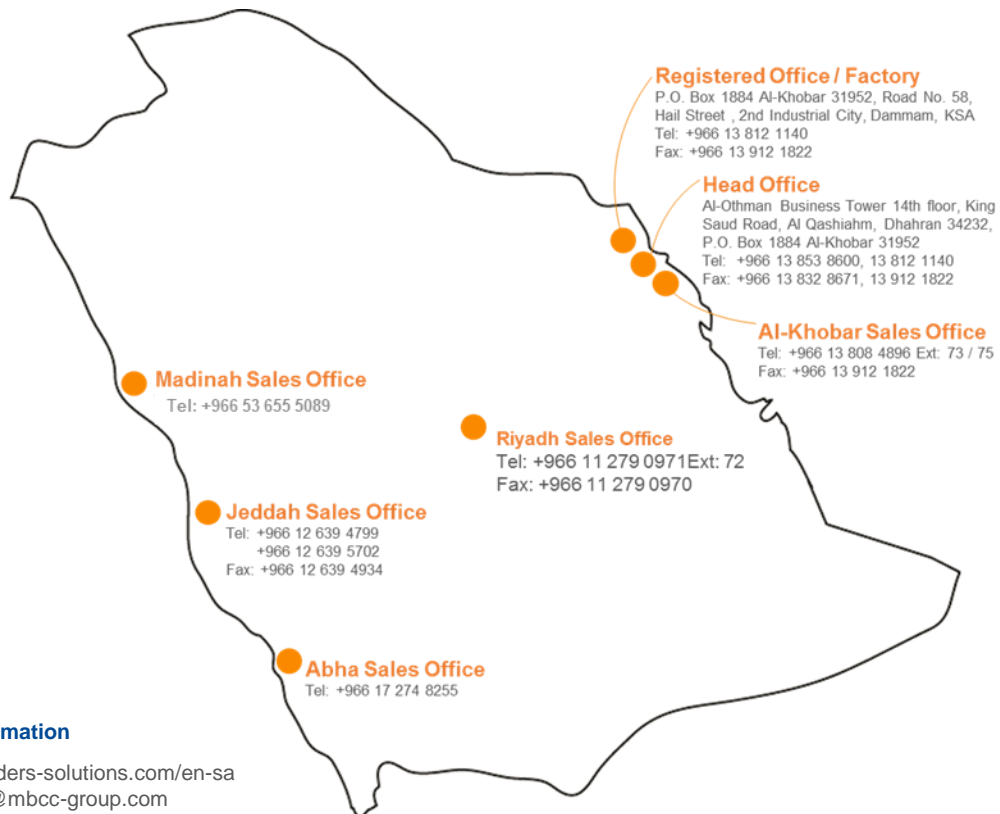 Registered Office / Factory
P.O. Box 1884 Al-Khobar 31952, Road No. 58,
Hail Street , 2nd Industrial City, Dammam, KSA
Tel: +966 13 812 1140
Fax: +966 13 912 1822
Head Office
Al-Othman Business Tower 14th floor, King
Saud Road, Al Qashiahm, Dhahran 34232,
P.O. Box 1884 Al-Khobar 31952
Tel: +966 13 853 8600, 13 812 1140
Fax: +966 13 832 8671, 13 912 1822
Al-Khobar Sales Office
Tel: +966 13 808 4896 Ext: 73 / 75
Fax: +966 13 912 1822
Madinah Sales Office
Tel: +966 53 655 5089
Riyadh Sales Office
Tel: +966 11 279 0971Ext: 72
Fax: +966 11 279 0970
Jeddah Sales Office
Tel: +966 12 639 4799
+966 12 639 5702
Fax: +966 12 639 4934
Abha Sales Office
Tel: +966 17 274 8255
mation
ders-solutions.com/en-sa
@mbcc-group.com